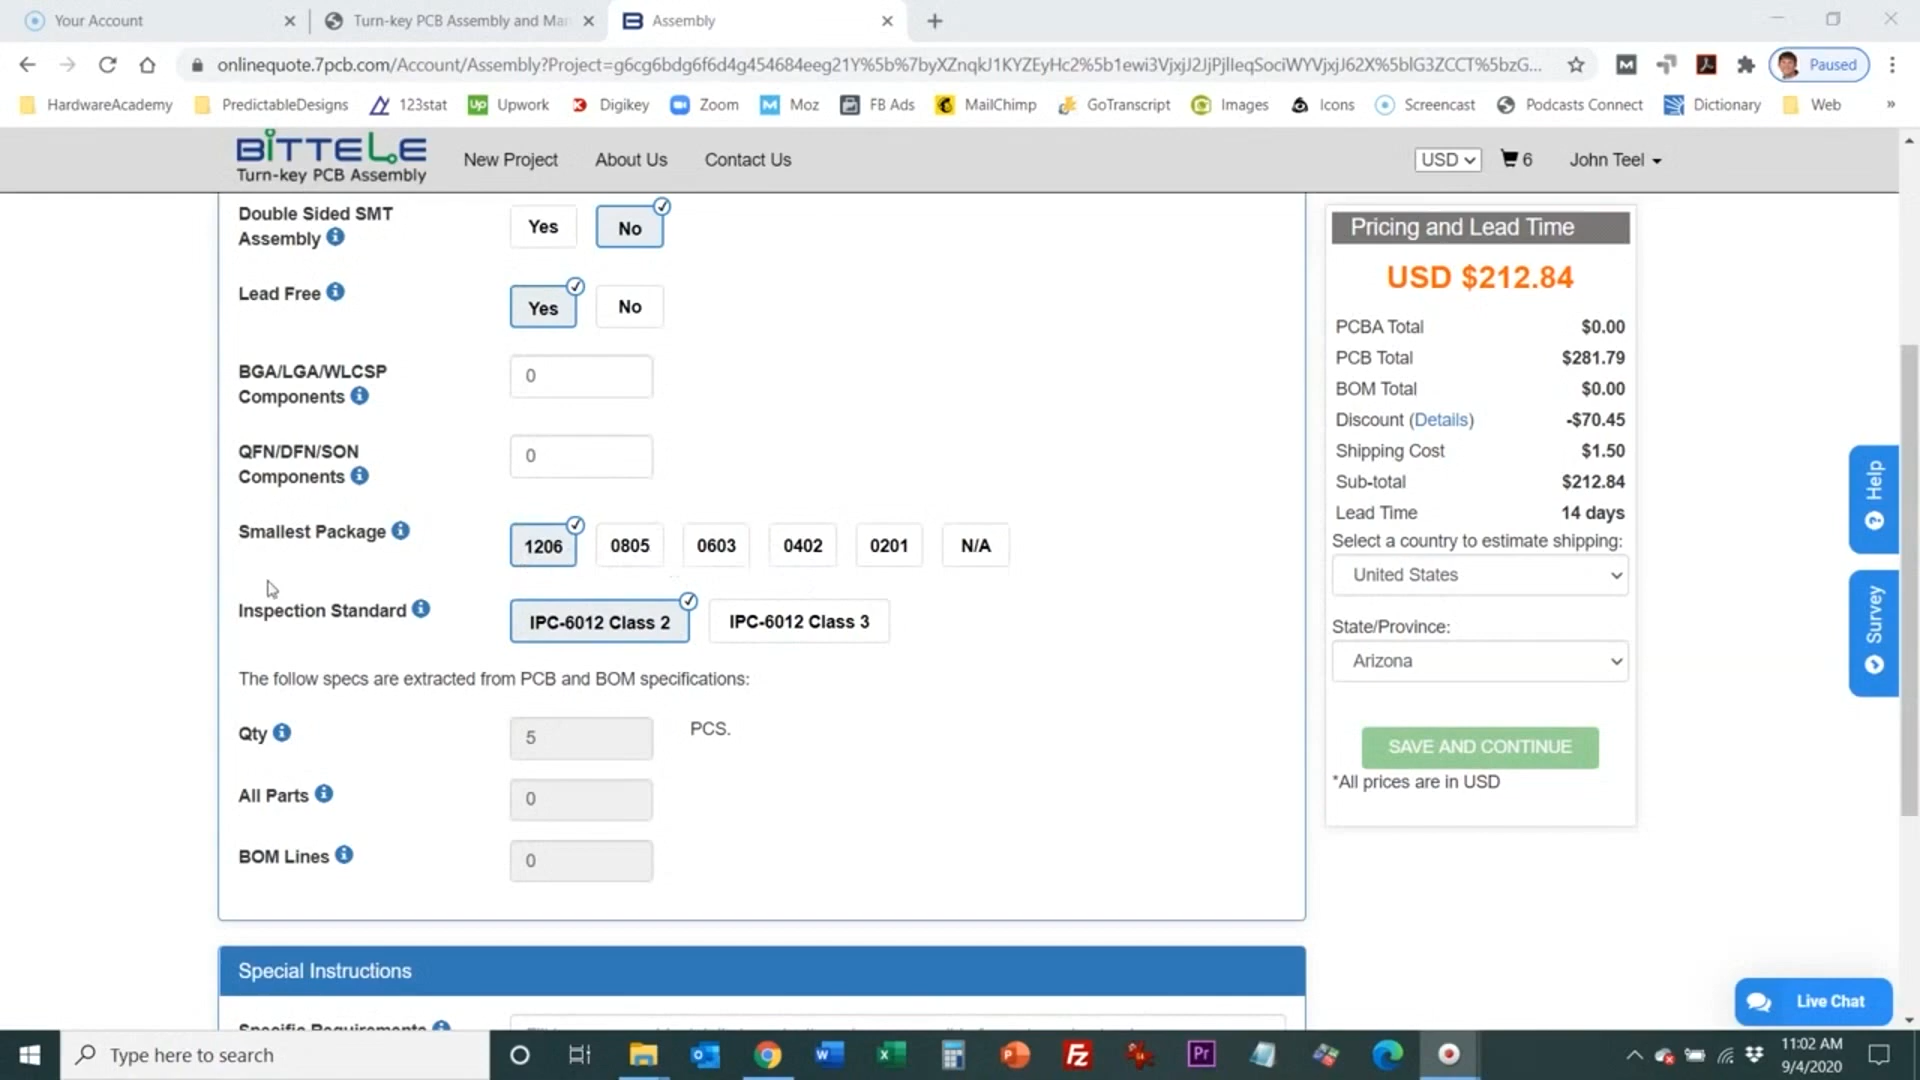 Your Account
Turn-key PCB Assembly and Mar
Assembly
onlinequote.7pcb.com/Account/Assembly?Project=g6cg6bdg6f6d4g454684eeg21Y%5b%7byXZnqkJ1KYZEyHc2%5b1ewi3VjxjJ2JjPjlIeqSociWYVjxjJ62X%5blG3ZCCT%5bzG...
Paused
HardwareAcademy
PredictableDesigns
123stat
Upwork
Digikey
Zoom
Moz
FB Ads
MailChimp
GoTranscript
Images
Icons
Screencast
Podcasts Connect
Dictionary
Web
»
BiTTELE
Turn-key PCB Assembly
New Project
About Us
Contact Us
USD
6
John Teel
Double Sided SMT
Assembly
Yes
No
Lead Free
Yes
No
BGA/LGA/WLCSP
Components
0
QFN/DFN/SON
Components
0
Smallest Package
1206
0805
0603
0402
0201
N/A
Inspection Standard
IPC-6012 Class 2
IPC-6012 Class 3
The follow specs are extracted from PCB and BOM specifications:
Qty
5
PCS.
All Parts
0
BOM Lines
0
Special Instructions
Specific Requirements
Pricing and Lead Time
USD $212.84
PCBA Total $0.00
PCB Total $281.79
BOM Total $0.00
Discount (Details) -$70.45
Shipping Cost $1.50
Sub-total $212.84
Lead Time 14 days
Select a country to estimate shipping:
United States
State/Province:
Arizona
SAVE AND CONTINUE
*All prices are in USD
Help
Survey
Live Chat
Type here to search
11:02 AM
9/4/2020